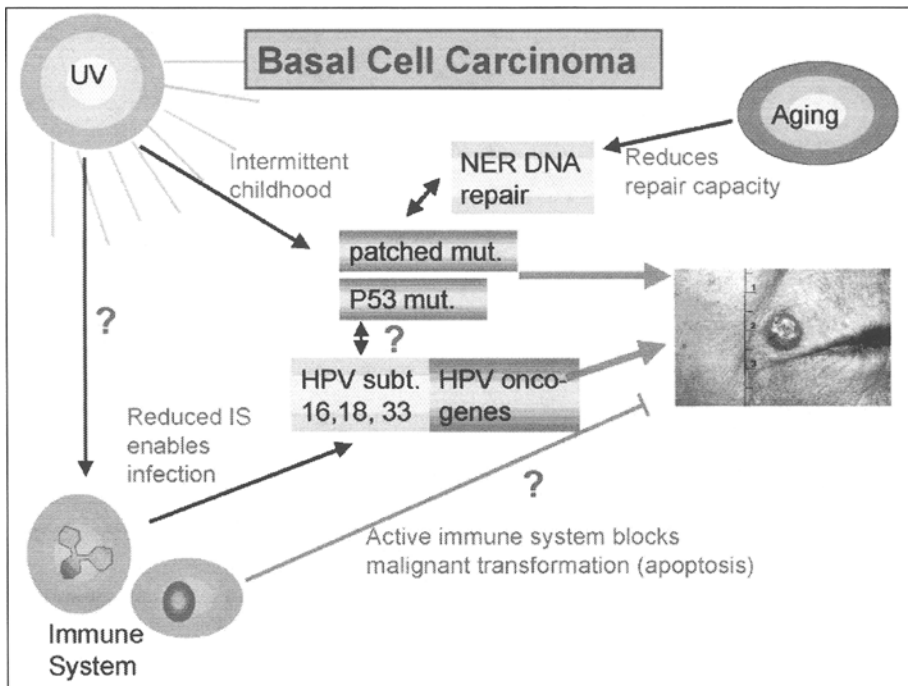 UV
Basal Cell Carcinoma
Aging
Intermittent
childhood
NER DNA
repair
Reduces
repair capacity
patched mut.
P53 mut.
?
?
HPV subt.
16,18, 33
HPV onco-
genes
1
2
3
Reduced IS
enables
infection
?
Active immune system blocks
malignant transformation (apoptosis)
Immune
System